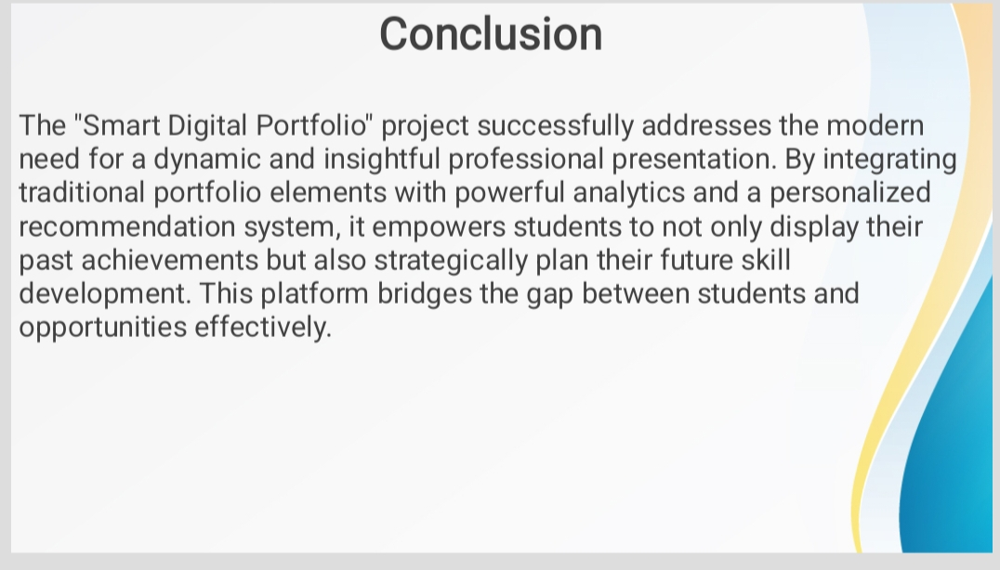 Conclusion
The "Smart Digital Portfolio" project successfully addresses the modern
need for a dynamic and insightful professional presentation. By integrating
traditional portfolio elements with powerful analytics and a personalized
recommendation system, it empowers students to not only display their
past achievements but also strategically plan their future skill
development. This platform bridges the gap between students and
opportunities effectively.